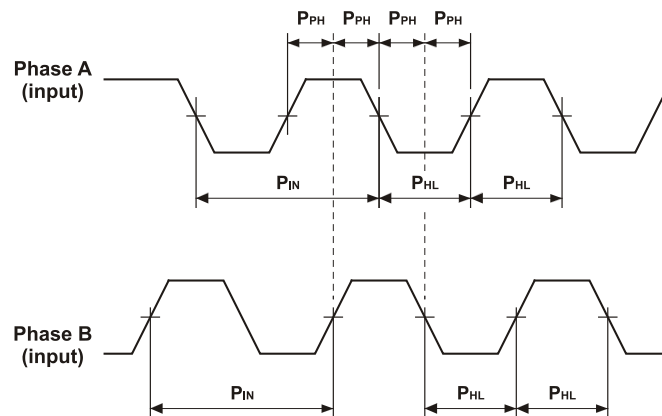 PPH PPH PPH PPH
Phase A
(input)
PIN PHL PHL
Phase B
(input)
PIN PHL PHL